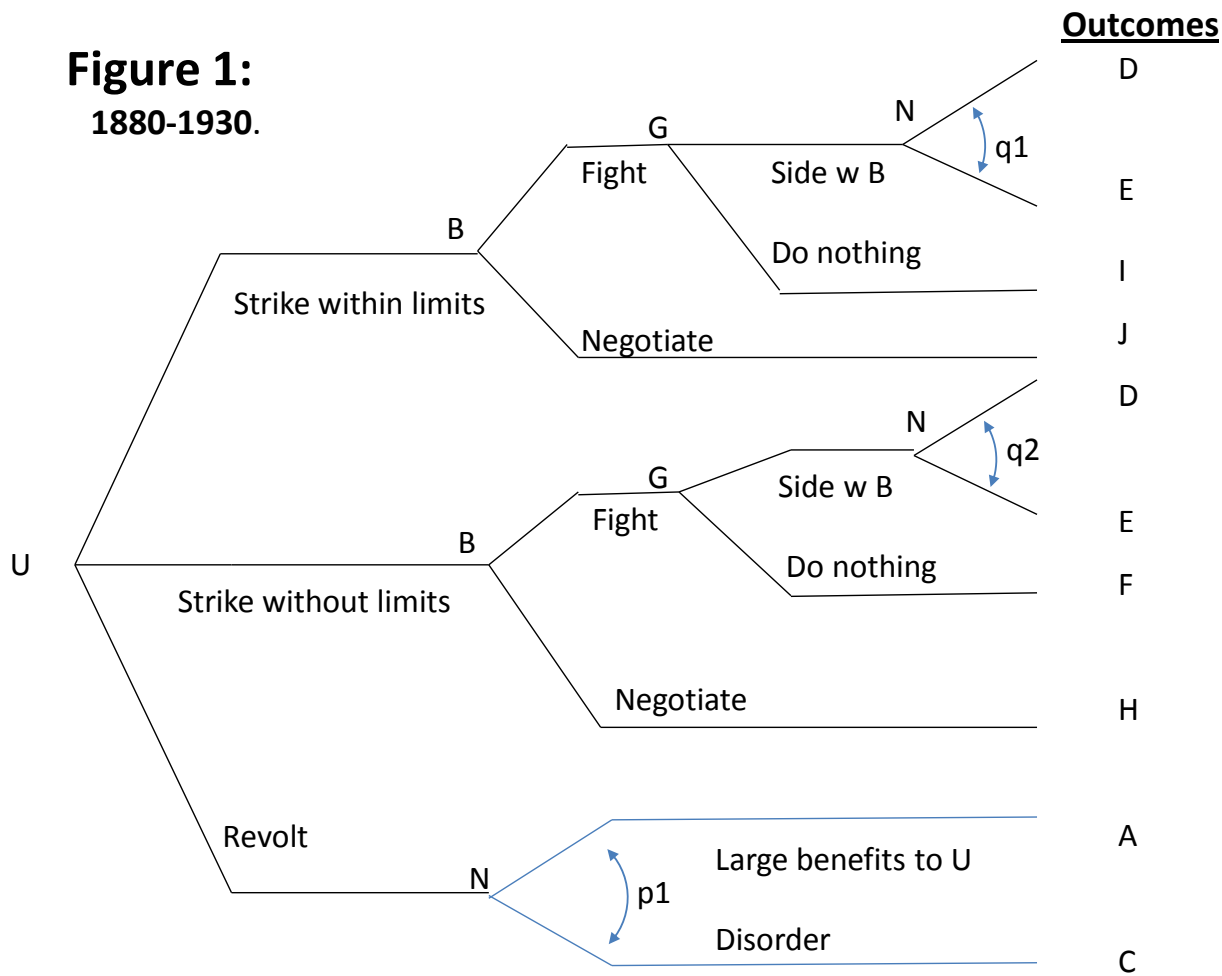 Outcomes
Figure 1:
1880-1930.
D
N
G
q1
Fight
Side w B
E
B
Do nothing
I
Strike within limits
J
Negotiate
D
N
q2
G
Side w B
Fight
E
B
U
Do nothing
F
Strike without limits
Negotiate
H
Revolt
A
Large benefits to U
N
p1
Disorder
C